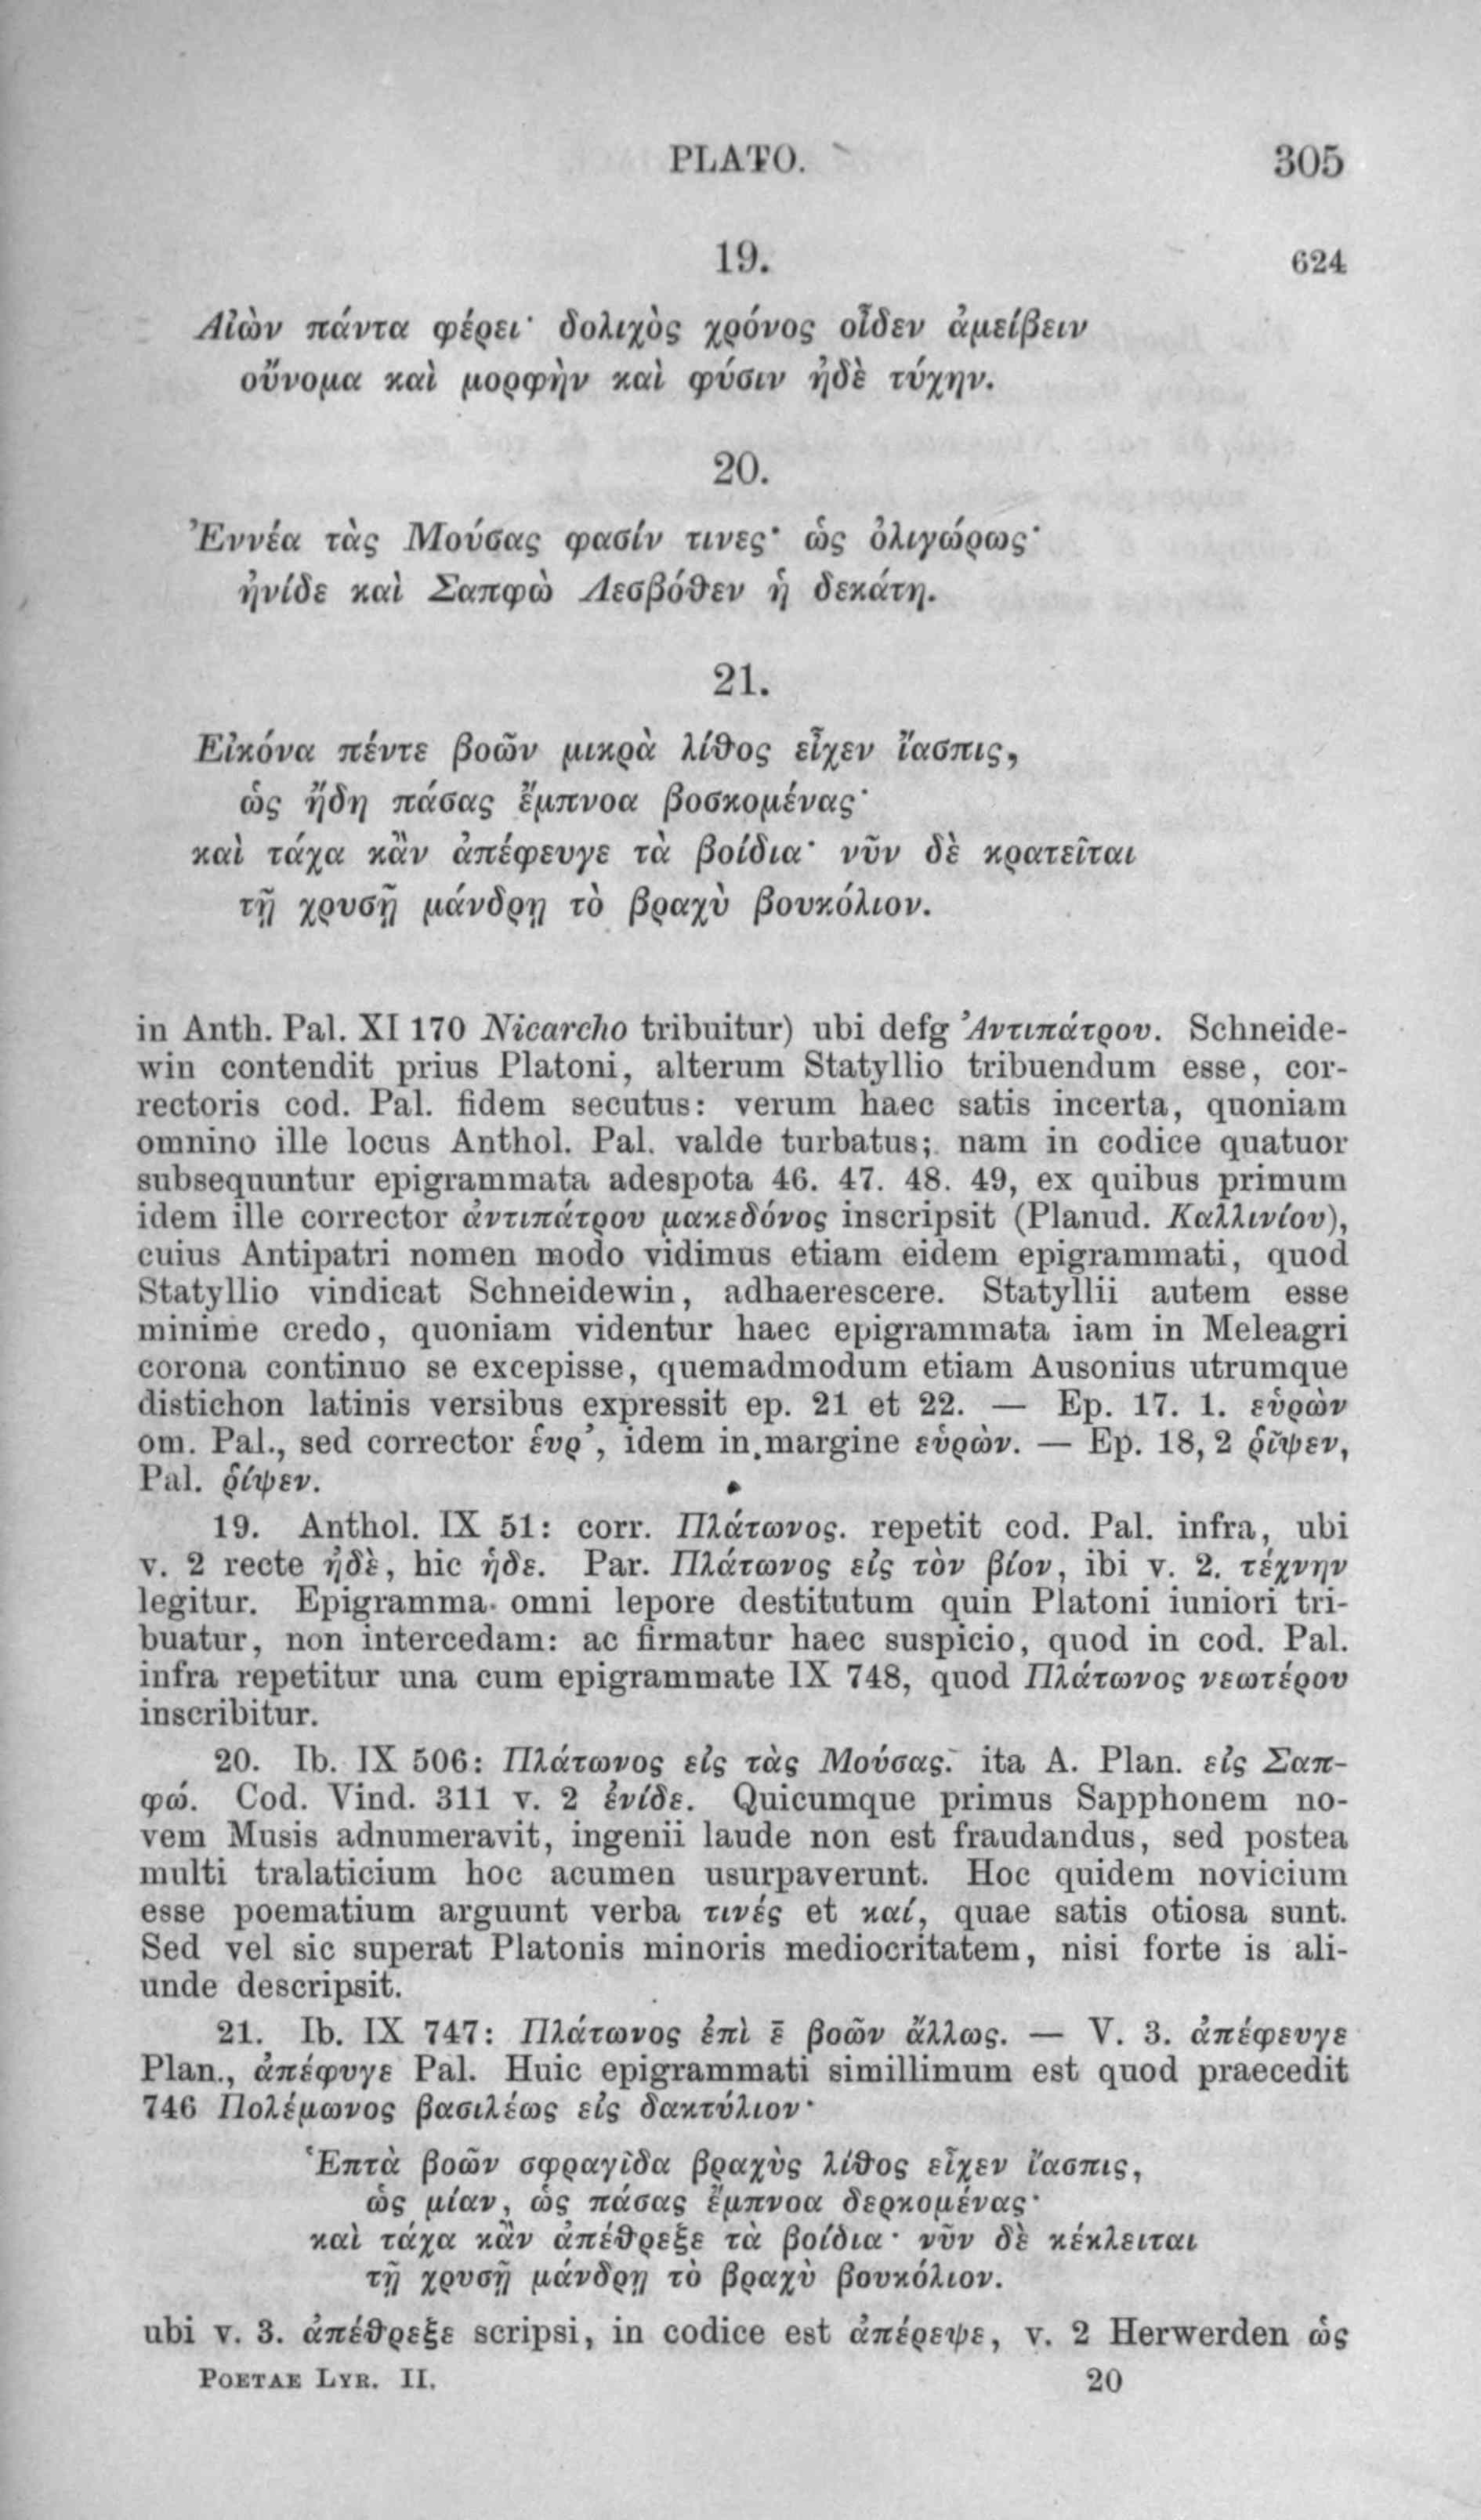 PLATO. 305
19. 624
Αἰὼν πάντα φέρει· δολιχὸς χρόνος οἶδεν ἀμείβειν
οὔνομα καὶ μορφὴν καὶ φύσιν ἠδὲ τύχην.
20.
Ἐννέα τὰς Μούσας φασίν τινες· ὡς ὀλιγώρως·
ἠνίδε καὶ Σαπφὼ Λεσβόθεν ἡ δεκάτη.
21.
Εἰκόνα πέντε βοῶν μικρὰ λίθος εἶχεν ἴασπις,
ὡς ἤδη πάσας ἔμπνοα βοσκομένας·
καὶ τάχα κἂν ἀπέφευγε τὰ βοίδια· νῦν δὲ κρατεῖται
τῇ χρυσῇ μάνδρῃ τὸ βραχὺ βουκόλιον.
in Anth. Pal. XI 170 Nicarcho tribuitur) ubi defg Ἀντιπάτρου. Schneide-
win contendit prius Platoni, alterum Statyllio tribuendum esse, cor-
rectoris cod. Pal. fidem secutus: verum haec satis incerta, quoniam
omnino ille locus Anthol. Pal. valde turbatus; nam in codice quatuor
subsequuntur epigrammata adespota 46. 47. 48. 49, ex quibus primum
idem ille corrector ἀντιπάτρου μακεδόνος inscripsit (Planud. Καλλινίου),
cuius Antipatri nomen modo vidimus etiam eidem epigrammati, quod
Statyllio vindicat Schneidewin, adhaerescere. Statyllii autem esse
minime credo, quoniam videntur haec epigrammata iam in Meleagri
corona continuo se excepisse, quemadmodum etiam Ausonius utrumque
distichon latinis versibus expressit ep. 21 et 22. — Ep. 17. 1. εὑρὼν
om. Pal., sed corrector ἑυρ’, idem in margine εὑρὼν. — Ep. 18, 2 ῥῖψεν,
Pal. ῥίψεν.
19. Anthol. IX 51: corr. Πλάτωνος. repetit cod. Pal. infra, ubi
v. 2 recte ἠδὲ, hic ἡδε. Par. Πλάτωνος εἰς τὸν βίον, ibi v. 2. τέχνην
legitur. Epigramma omni lepore destitutum quin Platoni iuniori tri-
buatur, non intercedam: ac firmatur haec suspicio, quod in cod. Pal.
infra repetitur una cum epigrammate IX 748, quod Πλάτωνος νεωτέρου
inscribitur.
20. Ib. IX 506: Πλάτωνος εἰς τὰς Μούσας. ita A. Plan. εἰς Σαπ-
φώ. Cod. Vind. 311 v. 2 ἐνίδε. Quicumque primus Sapphonem no-
vem Musis adnumeravit, ingenii laude non est fraudandus, sed postea
multi tralaticium hoc acumen usurpaverunt. Hoc quidem novicium
esse poematium arguunt verba τινές et καί, quae satis otiosa sunt.
Sed vel sic superat Platonis minoris mediocritatem, nisi forte is ali-
unde descripsit.
21. Ib. IX 747: Πλάτωνος ἐπὶ ε̄ βοῶν ἄλλως. — V. 3. ἀπέφευγε
Plan., ἀπέφυγε Pal. Huic epigrammati simillimum est quod praecedit
746 Πολέμωνος βασιλέως εἰς δακτύλιον·
Ἑπτὰ βοῶν σφραγῖδα βραχὺς λίθος εἶχεν ἴασπις,
ὡς μίαν, ὡς πάσας ἔμπνοα δερκομένας·
καὶ τάχα κἂν ἀπέθρεξε τὰ βοίδια· νῦν δὲ κέκλειται
τῇ χρυσῇ μάνδρῃ τὸ βραχὺ βουκόλιον.
ubi v. 3. ἀπέθρεξε scripsi, in codice est ἀπέρεψε, v. 2 Herwerden ὡς
POETAE LYR. II. 20